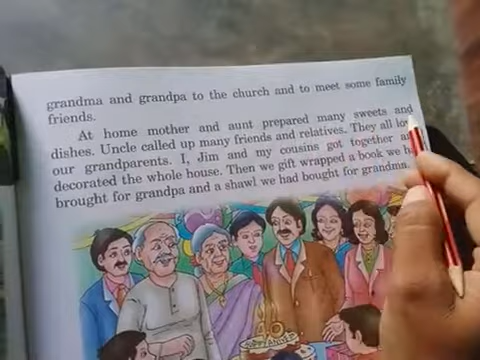 grandma and grandpa to the church and to meet some family
friends.
At home mother and aunt prepared many sweets and
dishes. Uncle called up many friends and relatives. They all
our grandparents. I, Jim and my cousins got together
decorated the whole house. Then we gift wrapped a book we
brought for grandpa and a shawl we had bought for grandma.
40
HAPPY ANNIVER